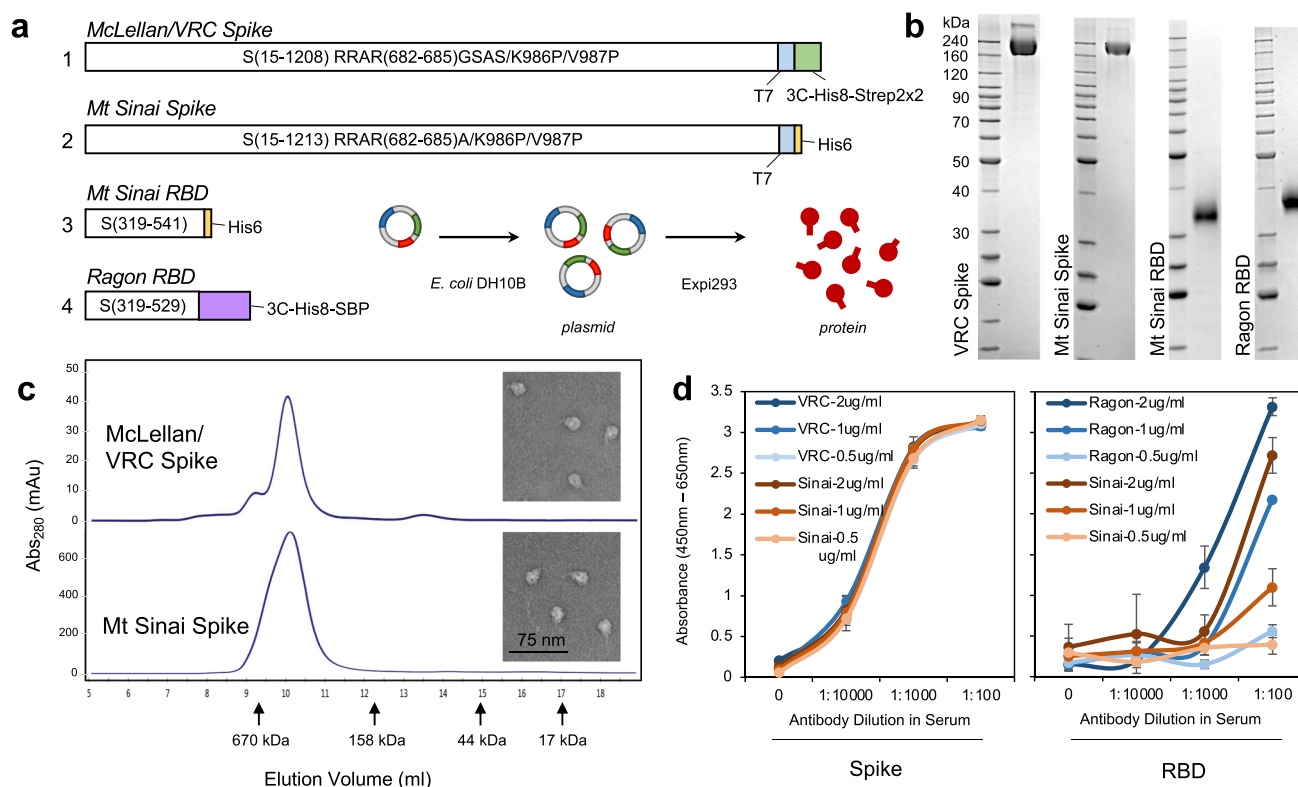 a
McLellan/VRC Spike
1
S(15-1208) RRAR(682-685)GSAS/K986P/V987P
T7
3C-His8-Strep2x2
Mt Sinai Spike
2
S(15-1213) RRAR(682-685)A/K986P/V987P
His6
T7
Mt Sinai RBD
3
S(319-541)
His6
Ragon RBD
4
S(319-529)
3C-His8-SBP
E. coli DH10B
Expi293
plasmid
protein
b
kDa
240
160
120
90
70
50
40
30
VRC Spike
Mt Sinai Spike
Mt Sinai RBD
Ragon RBD
c
Abs280 (mAu)
50
40
30
20
10
0
McLellan/
VRC Spike
600
400
200
0
Mt Sinai Spike
75 nm
5 6 7 8 9 10 11 12 13 14 15 16 17 18
670 kDa
158 kDa
44 kDa
17 kDa
Elution Volume (ml)
d
Absorbance (450nm – 650nm)
3.5
3
2.5
2
1.5
1
0.5
0
VRC-2ug/ml
VRC-1ug/ml
VRC-0.5ug/ml
Sinai-2ug/ml
Sinai-1ug/ml
Sinai-0.5
ug/ml
0 1:10000 1:1000 1:100
Antibody Dilution in Serum
Spike
Ragon-2ug/ml
Ragon-1ug/ml
Ragon-0.5ug/ml
Sinai-2ug/ml
Sinai-1ug/ml
Sinai-0.5ug/ml
0 1:10000 1:1000 1:100
Antibody Dilution in Serum
RBD